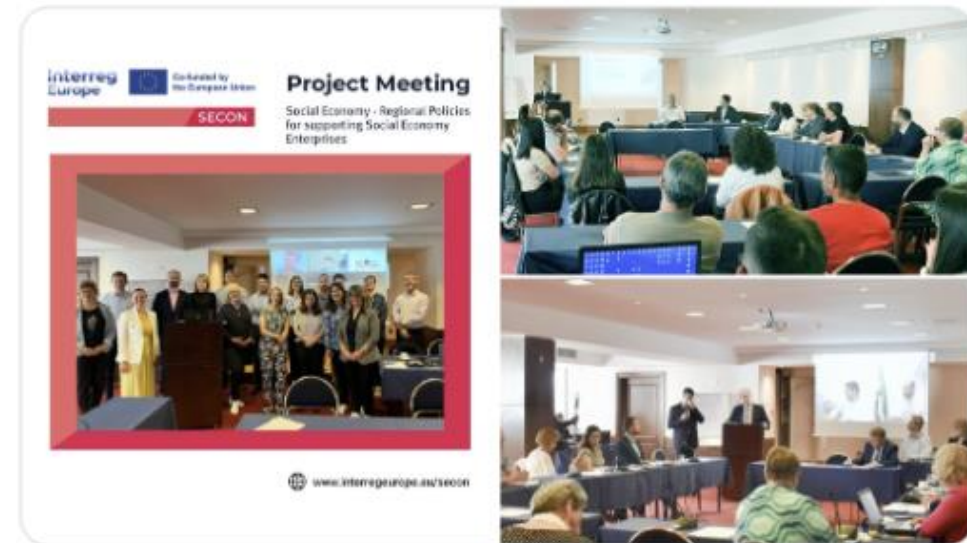 interreg
Europe
Co-funded by
the European Union
SECON
Project Meeting
Social Economy - Regional Policies
for supporting Social Economy
Enterprises
www.interregeurope.eu/secon